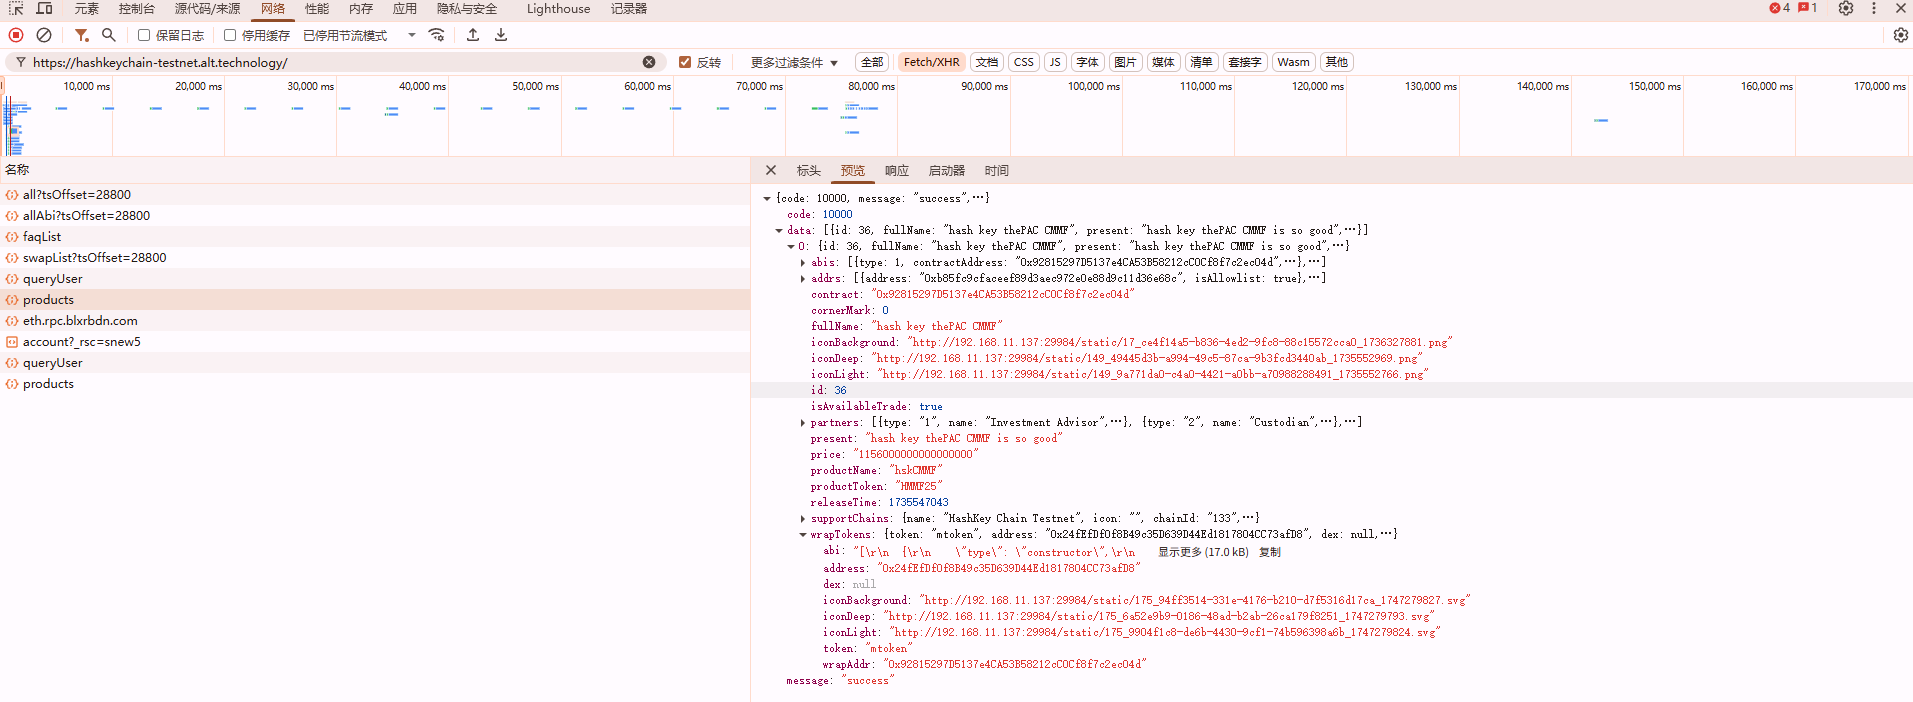 元素 控制台 源代码/来源 网络 性能 内存 应用 隐私与安全 Lighthouse 记录器 4 1
保留日志 停用缓存 已停用节流模式
https://hashkeychain-testnet.alt.technology/ 反转 更多过滤条件 全部 Fetch/XHR 文档 CSS JS 字体 图片 媒体 清单 套接字 Wasm 其他
10,000 ms 20,000 ms 30,000 ms 40,000 ms 50,000 ms 60,000 ms 70,000 ms 80,000 ms 90,000 ms 100,000 ms 110,000 ms 120,000 ms 130,000 ms 140,000 ms 150,000 ms 160,000 ms 170,000 ms
名称
all?tsOffset=28800
allAbi?tsOffset=28800
faqList
swapList?tsOffset=28800
queryUser
products
eth.rpc.blxrbdn.com
account?_rsc=snew5
queryUser
products
标头 预览 响应 启动器 时间
{code: 10000, message: "success",…}
code: 10000
data: [{id: 36, fullName: "hash key thePAC CMMF", present: "hash key thePAC CMMF is so good",…}]
0: {id: 36, fullName: "hash key thePAC CMMF", present: "hash key thePAC CMMF is so good",…}
abis: [{type: 1, contractAddress: "0x92815297D5137e4CA53B58212cC0Cf8f7c2ec04d",…},…]
addrs: [{address: "0xb85fc9cfaceef89d3aec972e0e88d9c11d36e68c", isAllowlist: true},…]
contract: "0x92815297D5137e4CA53B58212cC0Cf8f7c2ec04d"
cornerMark: 0
fullName: "hash key thePAC CMMF"
iconBackground: "http://192.168.11.137:29984/static/17_ce4f14a5-b836-4ed2-9fc8-88c15572cca0_1736327881.png"
iconDeep: "http://192.168.11.137:29984/static/149_49445d3b-a994-49c5-87ca-9b3fcd3440ab_1735552969.png"
iconLight: "http://192.168.11.137:29984/static/149_9a771da0-c4a0-4421-a0bb-a70988288491_1735552766.png"
id: 36
isAvailableTrade: true
partners: [{type: "1", name: "Investment Advisor",…}, {type: "2", name: "Custodian",…},…]
present: "hash key thePAC CMMF is so good"
price: "1156000000000000000"
productName: "hskCMMF"
productToken: "HMMF25"
releaseTime: 1735547043
supportChains: {name: "HashKey Chain Testnet", icon: "", chainId: "133",…}
wrapTokens: {token: "mtoken", address: "0x24fEfDf0f8B49c35D639D44Ed1817804CC73afD8", dex: null,…}
abi: "[\r\n {\r\n \"type\": \"constructor\",\r\n 显示更多 (17.0 kB) 复制
address: "0x24fEfDf0f8B49c35D639D44Ed1817804CC73afD8"
dex: null
iconBackground: "http://192.168.11.137:29984/static/175_94ff3514-331e-4176-b210-d7f5316d17ca_1747279827.svg"
iconDeep: "http://192.168.11.137:29984/static/175_6a52e9b9-0186-48ad-b2ab-26ca179f8251_1747279793.svg"
iconLight: "http://192.168.11.137:29984/static/175_9904f1c8-de6b-4430-9cf1-74b596398a6b_1747279824.svg"
token: "mtoken"
wrapAddr: "0x92815297D5137e4CA53B58212cC0Cf8f7c2ec04d"
message: "success"